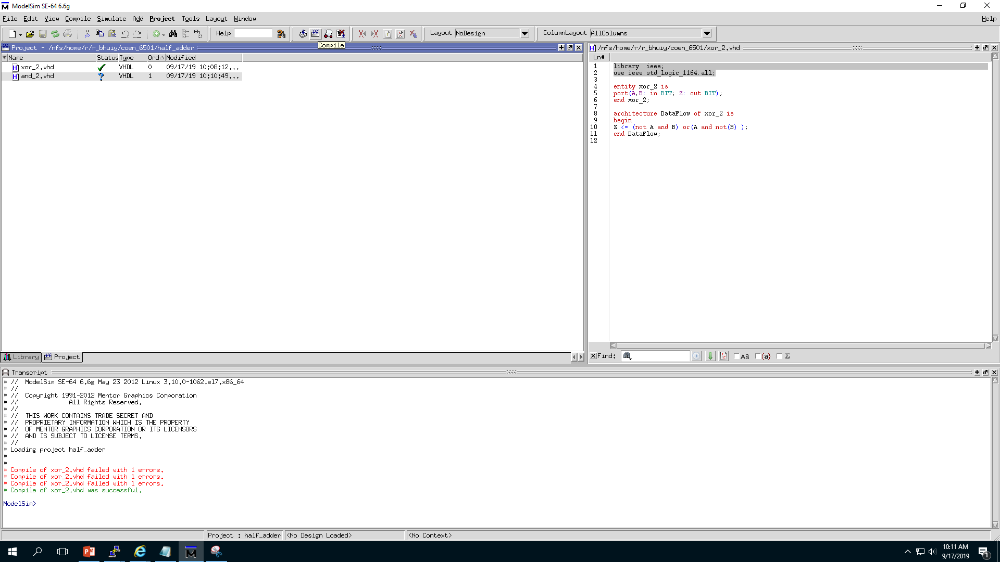 ModelSim SE-64 6.6g
File Edit View Compile Simulate Add Project Tools Layout Window Help
Help Layout NoDesign ColumnLayout AllColumns
Compile
Project - /nfs/home/r/r_bhuiy/coen_6501/half_adder
Name Status Type Ord Modified
xor_2.vhd VHDL 0 09/17/19 10:08:12...
and_2.vhd ? VHDL 1 09/17/19 10:10:49...
Library Project
/nfs/home/r/r_bhuiy/coen_6501/xor_2.vhd
Ln#
1 library  ieee;
2 use ieee.std_logic_1164.all;
3
4 entity xor_2 is
5 port(A,B: in BIT; Z: out BIT);
6 end xor_2;
7
8 architecture DataFlow of xor_2 is
9 begin
10 Z <= (not A and B) or(A and not(B) );
11 end DataFlow;
12
Find: Aa {a} Σ
Transcript
# //  ModelSim SE-64 6.6g May 23 2012 Linux 3.10.0-1062.el7.x86_64
# //
# //  Copyright 1991-2012 Mentor Graphics Corporation
# //              All Rights Reserved.
# //
# //  THIS WORK CONTAINS TRADE SECRET AND
# //  PROPRIETARY INFORMATION WHICH IS THE PROPERTY
# //  OF MENTOR GRAPHICS CORPORATION OR ITS LICENSORS
# //  AND IS SUBJECT TO LICENSE TERMS.
# //
# Loading project half_adder
#
#
# Compile of xor_2.vhd failed with 1 errors.
# Compile of xor_2.vhd failed with 1 errors.
# Compile of xor_2.vhd failed with 1 errors.
# Compile of xor_2.vhd was successful.
ModelSim>
Project : half_adder <No Design Loaded> <No Context>
10:11 AM
9/17/2019
1